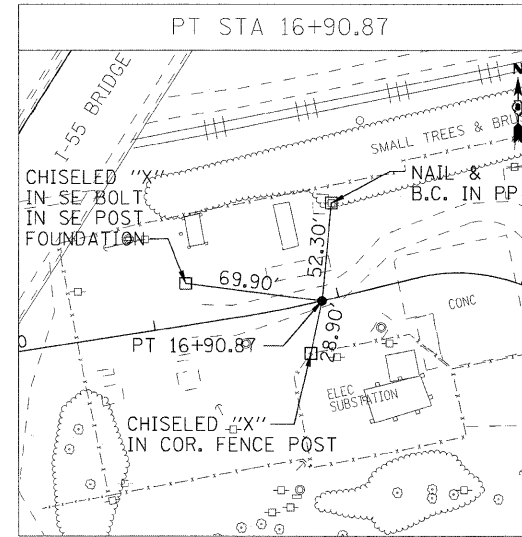 PT STA 16+90.87
I-55 BRIDGE
N
SMALL TREES & BRU
CHISELED "X"
IN SE BOLT
IN SE POST
FOUNDATION
NAIL &
B.C. IN PP
52.30'
69.90'
CONC
PT 16+90.87
28.90'
ELEC
SUBSTATION
CHISELED "X"
IN COR. FENCE POST